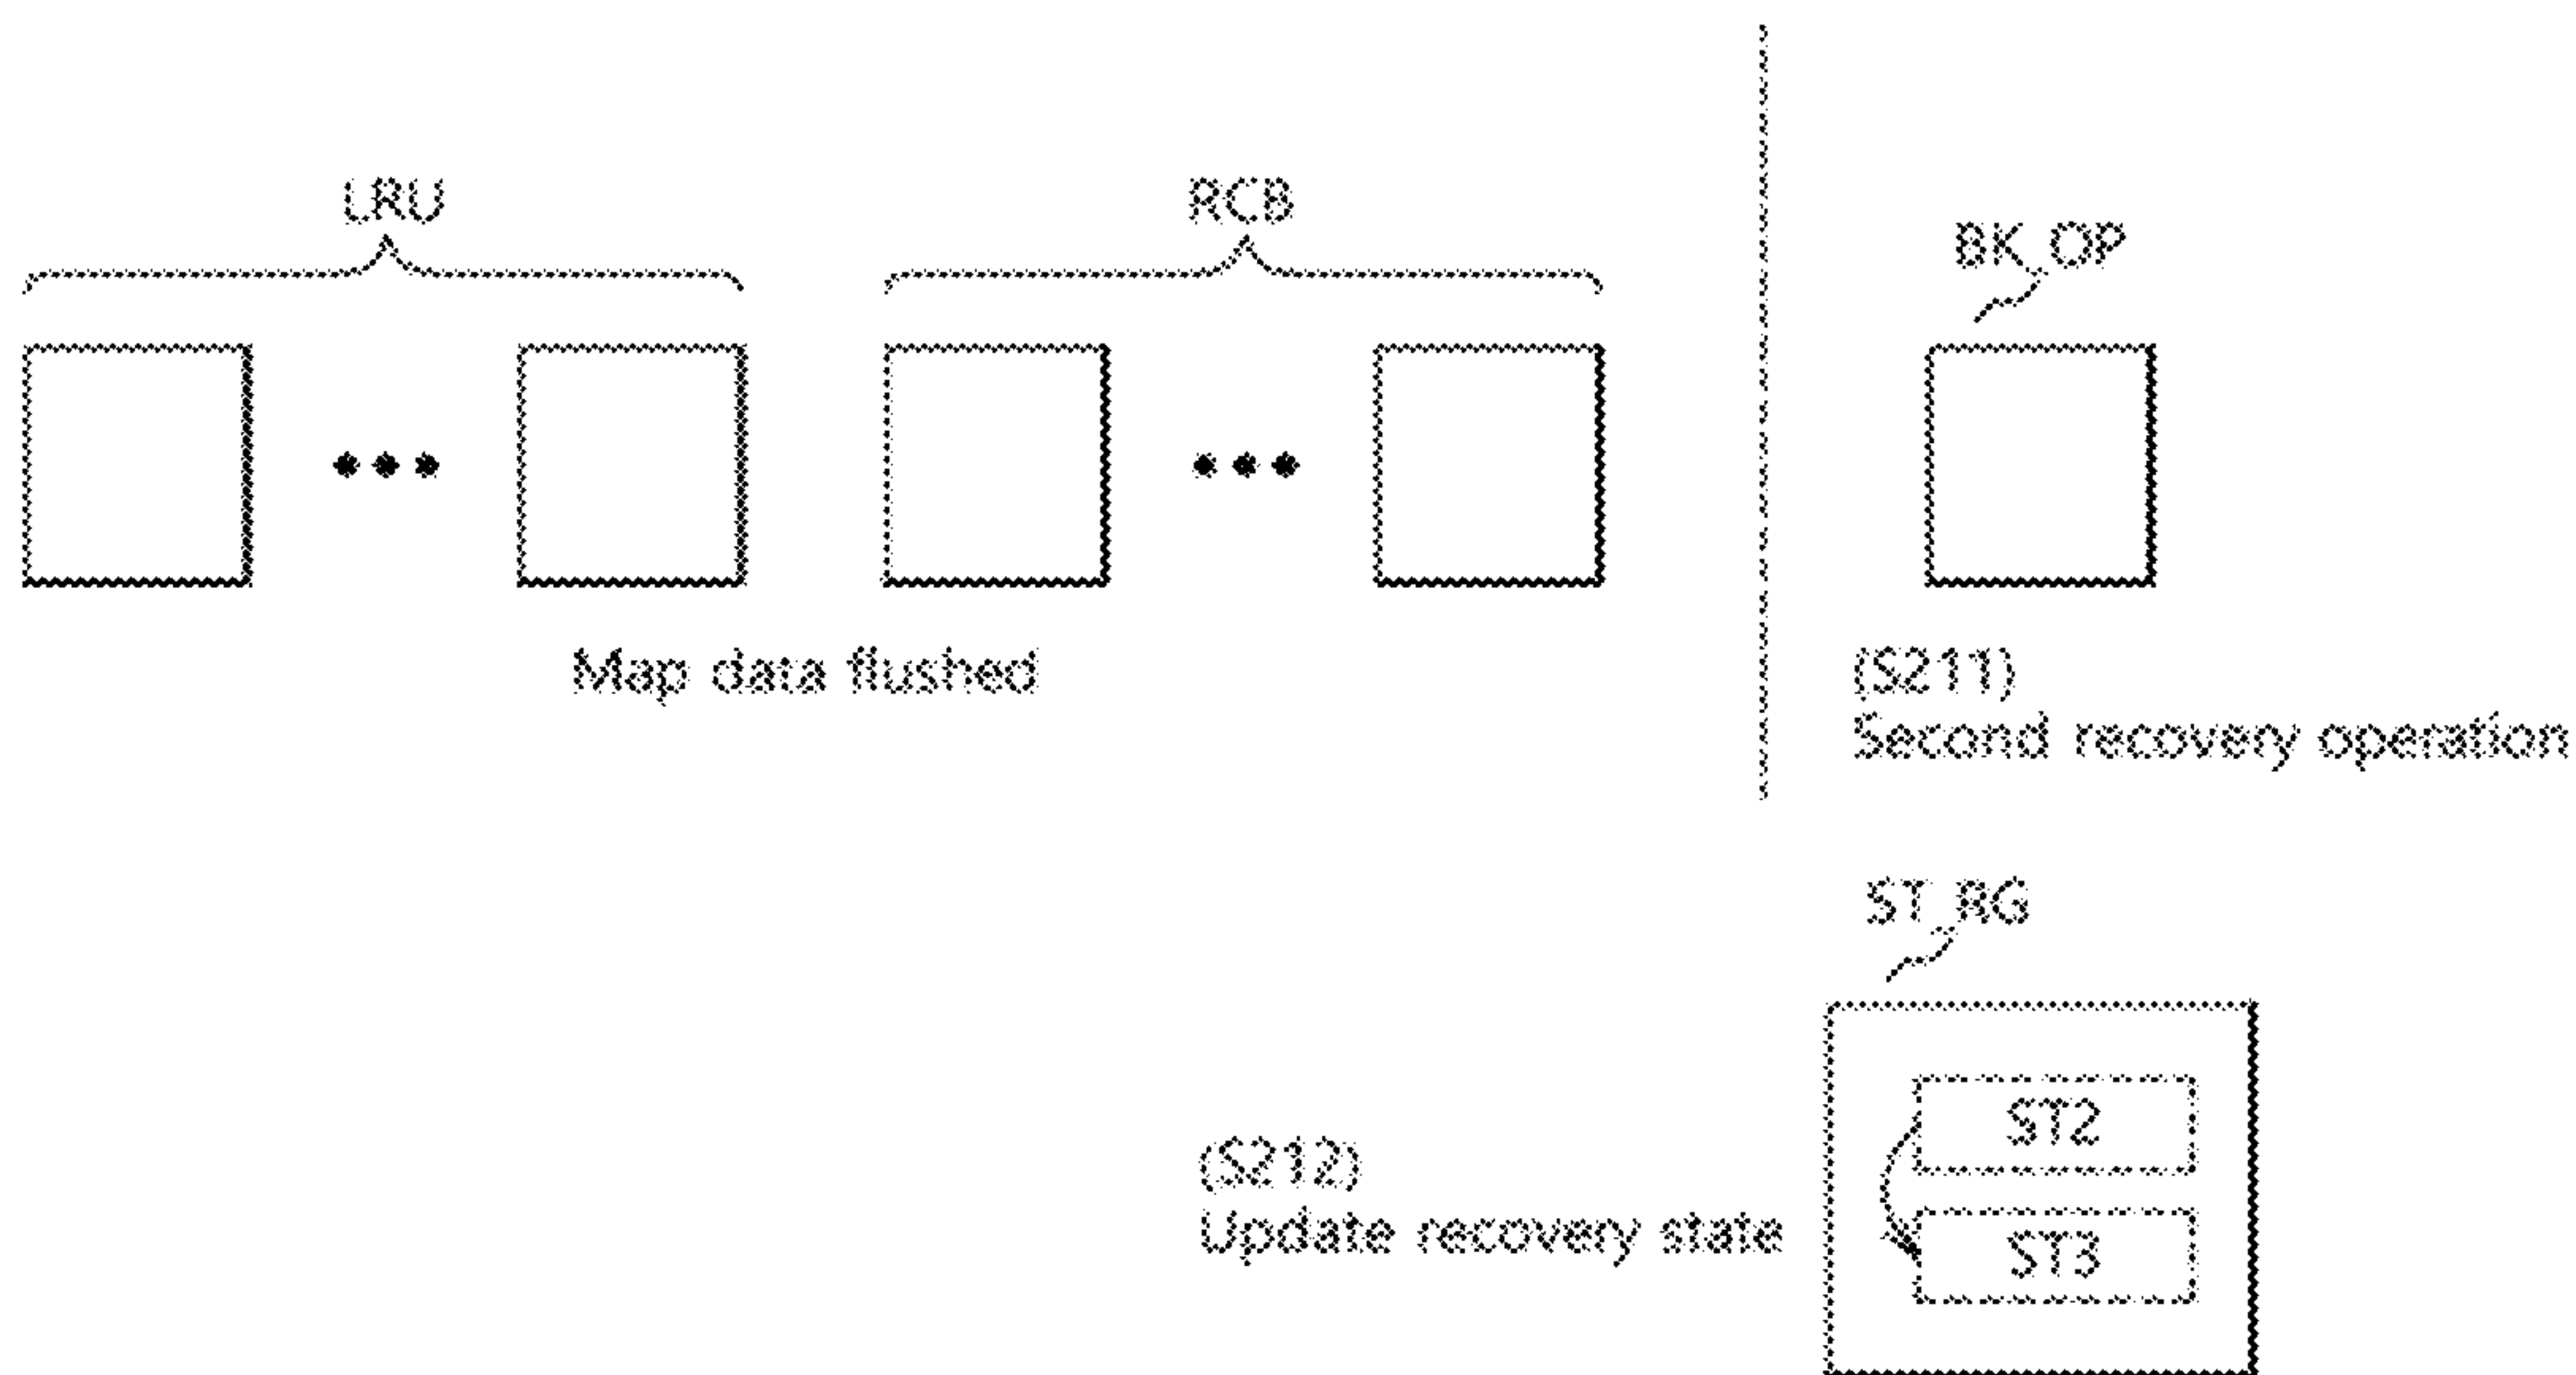 LRU
RCB
BK_OP
Map data flushed
(S211)
Second recovery operation
ST_RG
ST2
(S212)
Update recovery state
ST3